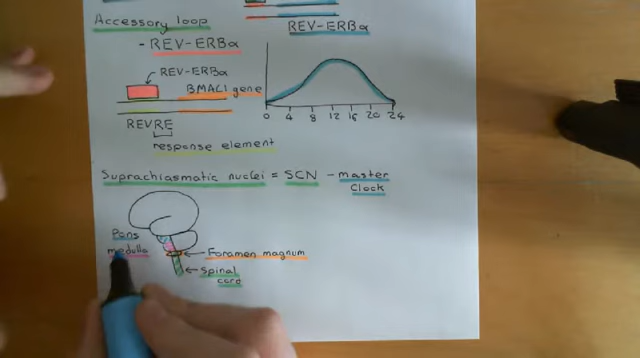 Accessory loop
REV-ERBα
- REV-ERBα
REV-ERBα
BMAL1 gene
REVRE
response element
0 4 8 12 16 20 24
Suprachiasmatic nuclei = SCN - master
clock
Pons
medulla
Foramen magnum
Spinal
cord